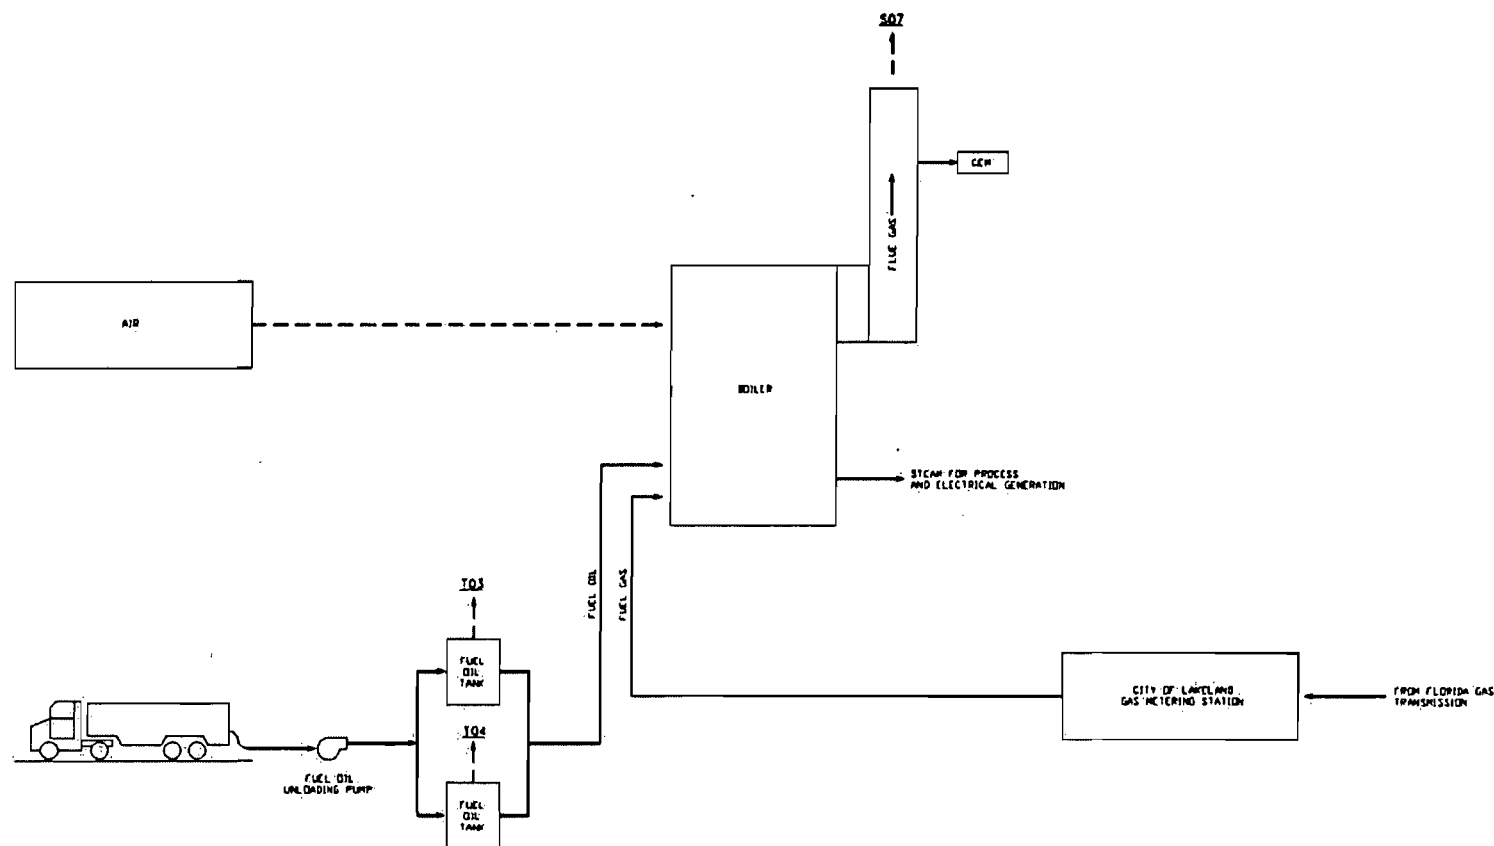 S07
CEM
FLUE GAS
AIR
BOILER
STEAM FOR PROCESS
AND ELECTRICAL GENERATION
FUEL OIL
FUEL GAS
T03
FUEL
OIL
TANK
CITY OF LAKELAND
GAS METERING STATION
FROM FLORIDA GAS
TRANSMISSION
T04
FUEL OIL
UNLOADING PUMP
FUEL
OIL
TANK